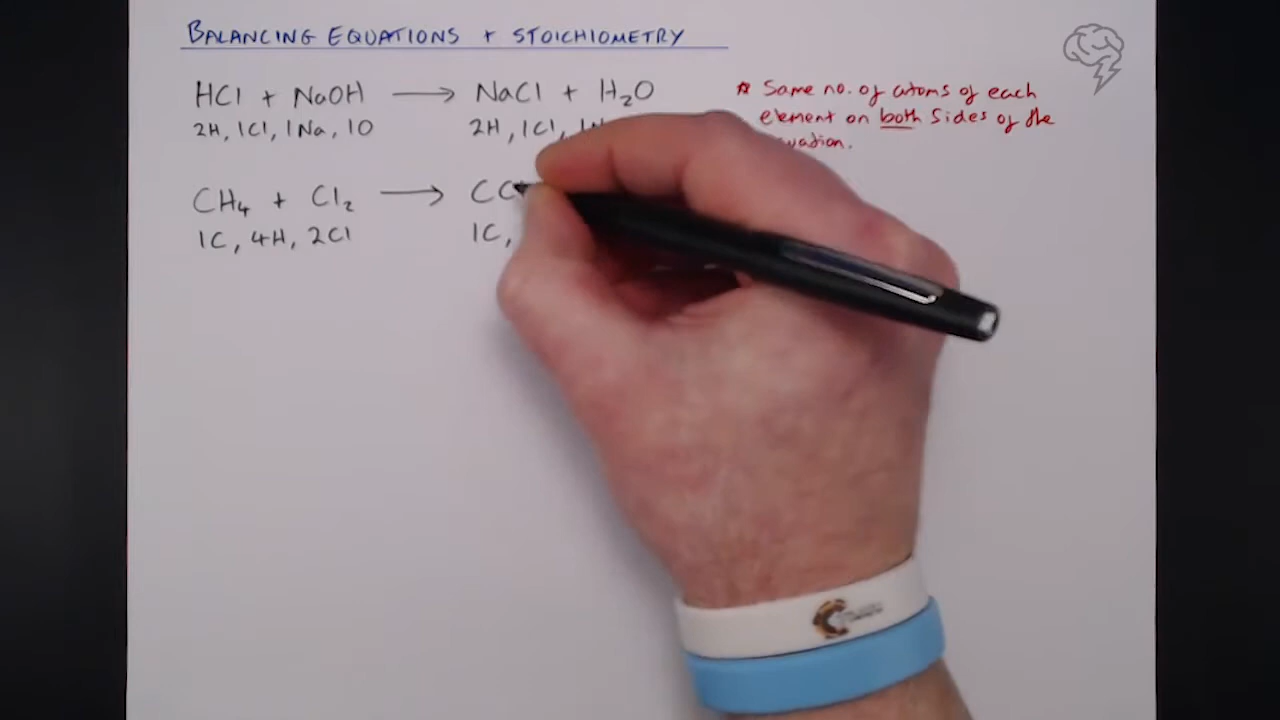 BALANCING EQUATIONS + STOICHIOMETRY
HCl + NaOH → NaCl + H₂O
2H, 1Cl, 1Na, 1O
2H, 1Cl,
* Same no. of atoms of each
element on both sides of the
CH₄ + Cl₂ →
1C, 4H, 2Cl
1C,